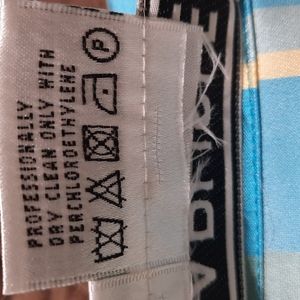 PROFESSIONALLY
DRY CLEAN ONLY WITH
PERCHLOROETHYLENE
P